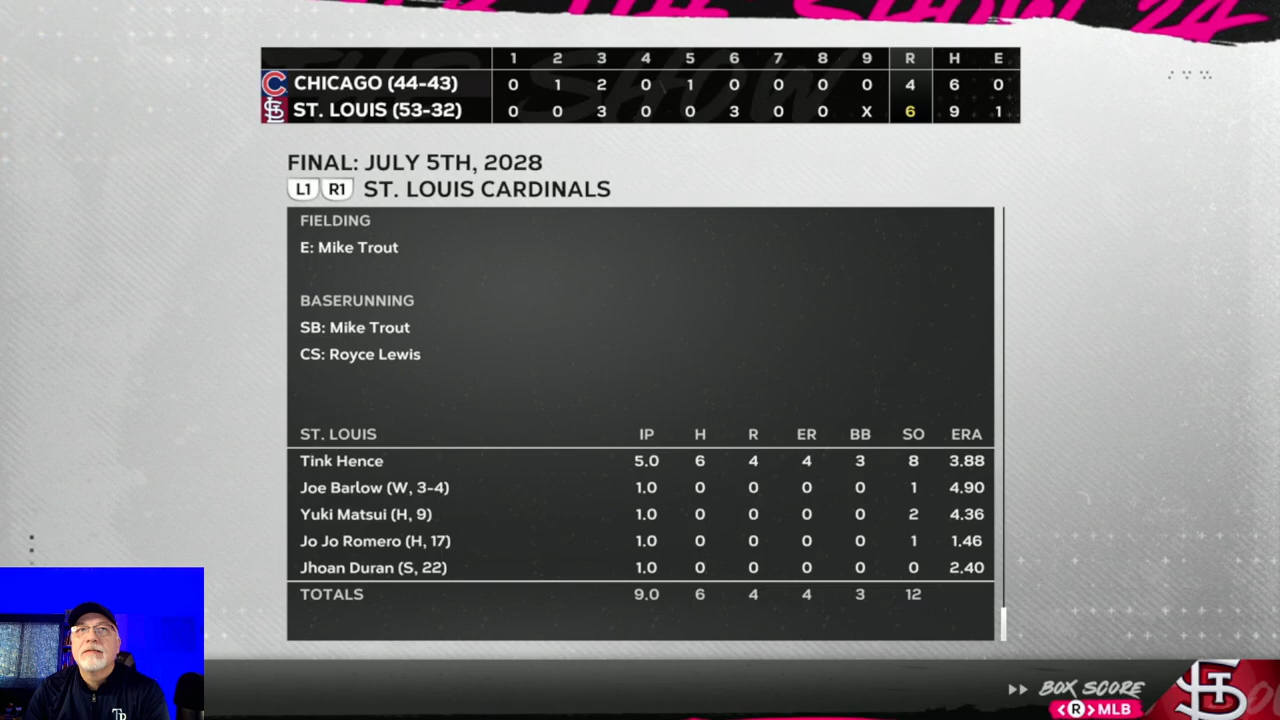 THE SHOW 24
1 2 3 4 5 6 7 8 9 R H E
CHICAGO (44-43) 0 1 2 0 1 0 0 0 0 4 6 0
ST. LOUIS (53-32) 0 0 3 0 0 3 0 0 X 6 9 1
FINAL: JULY 5TH, 2028
L1 R1 ST. LOUIS CARDINALS
FIELDING
E: Mike Trout
BASERUNNING
SB: Mike Trout
CS: Royce Lewis
ST. LOUIS IP H R ER BB SO ERA
Tink Hence 5.0 6 4 4 3 8 3.88
Joe Barlow (W, 3-4) 1.0 0 0 0 0 1 4.90
Yuki Matsui (H, 9) 1.0 0 0 0 0 2 4.36
Jo Jo Romero (H, 17) 1.0 0 0 0 0 1 1.46
Jhoan Duran (S, 22) 1.0 0 0 0 0 0 2.40
TOTALS 9.0 6 4 4 3 12
BOX SCORE
<R> MLB
TB